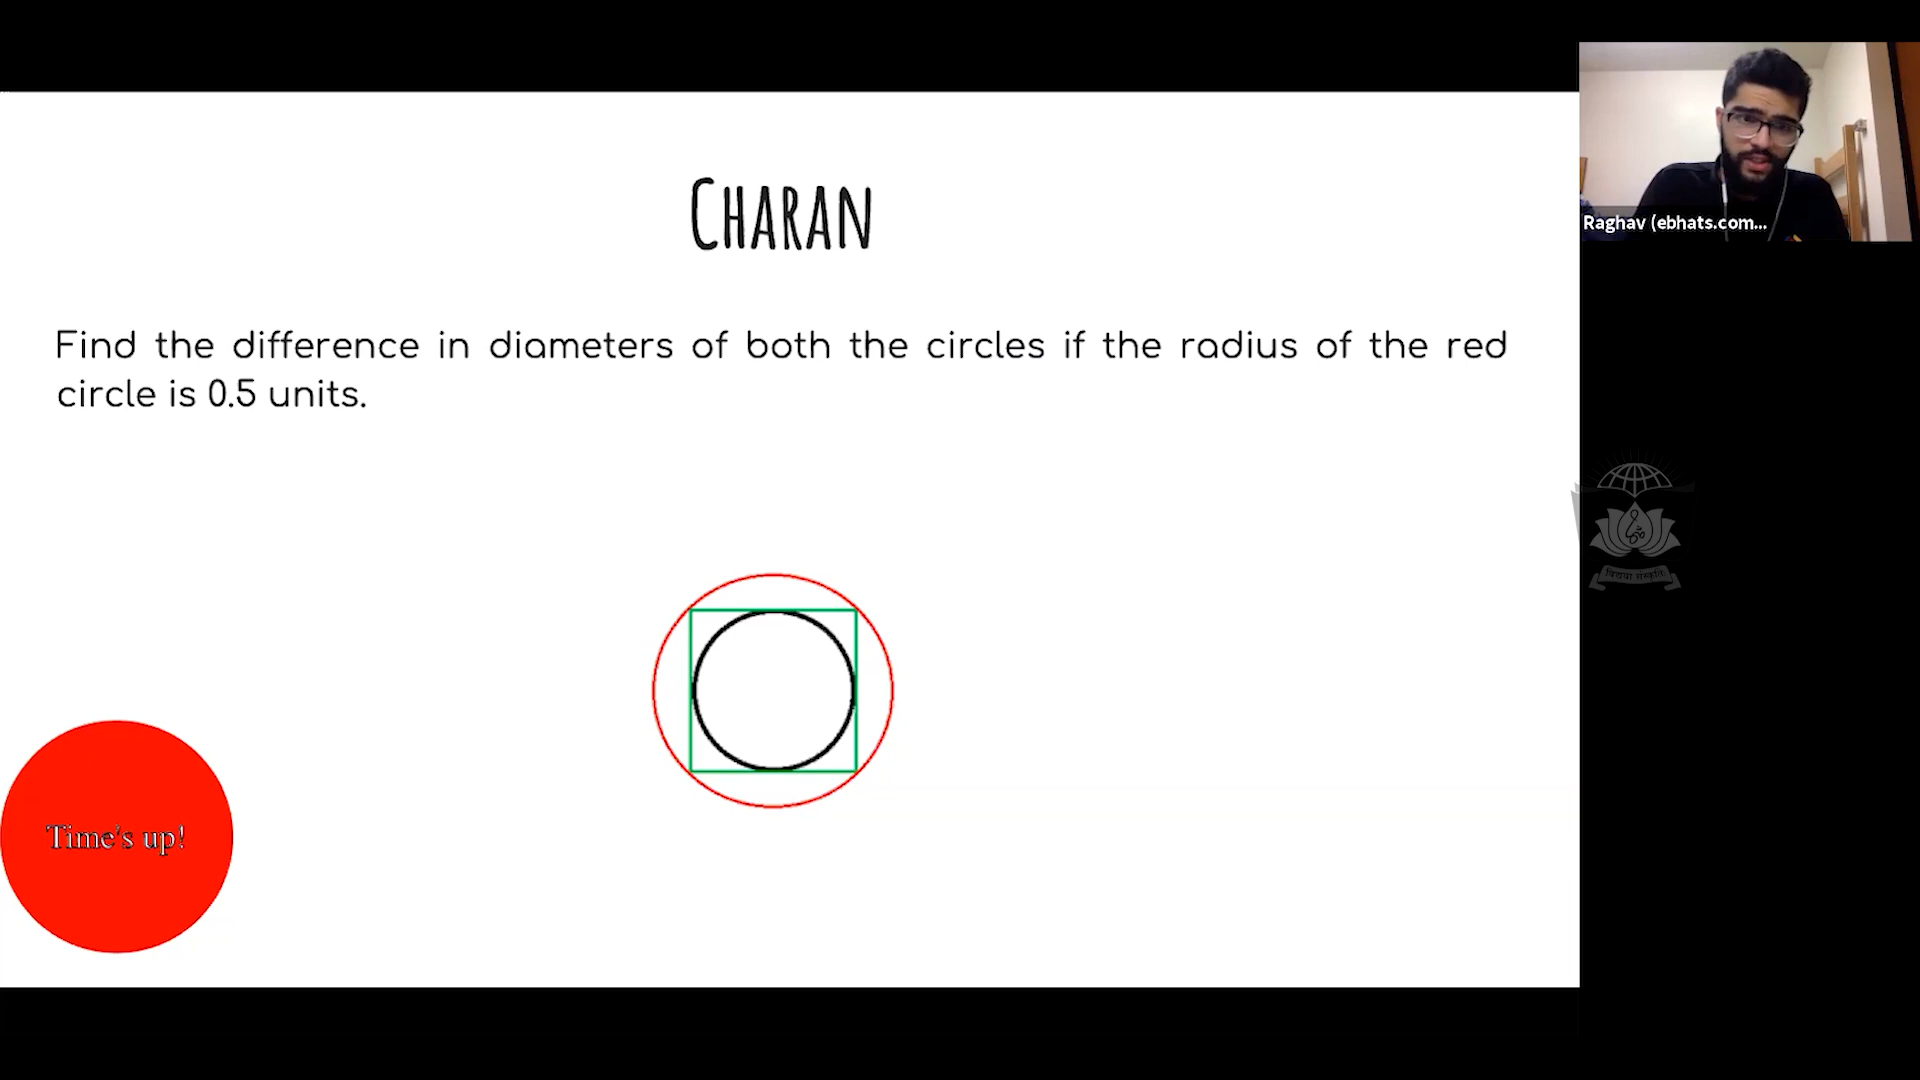 CHARAN
Find the difference in diameters of both the circles if the radius of the red
circle is 0.5 units.
Time's up!
Raghav (ebhats.com...
विद्यया संस्कृतिः